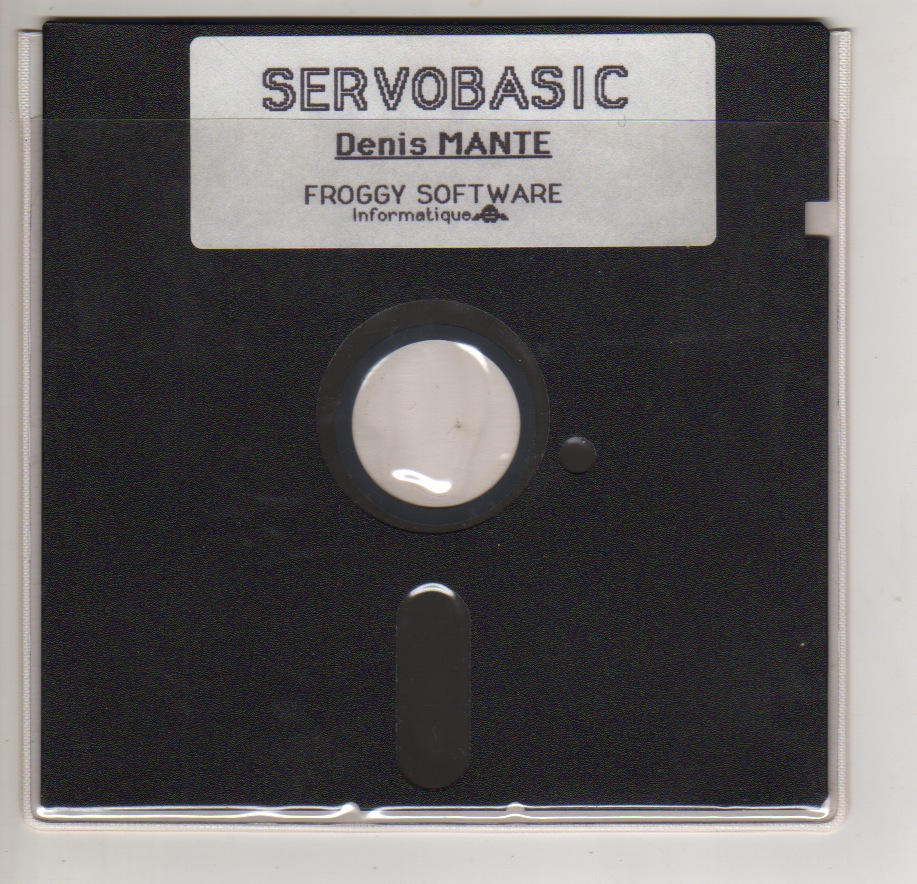 SERVOBASIC
Denis MANTE
FROGGY SOFTWARE
Informatique